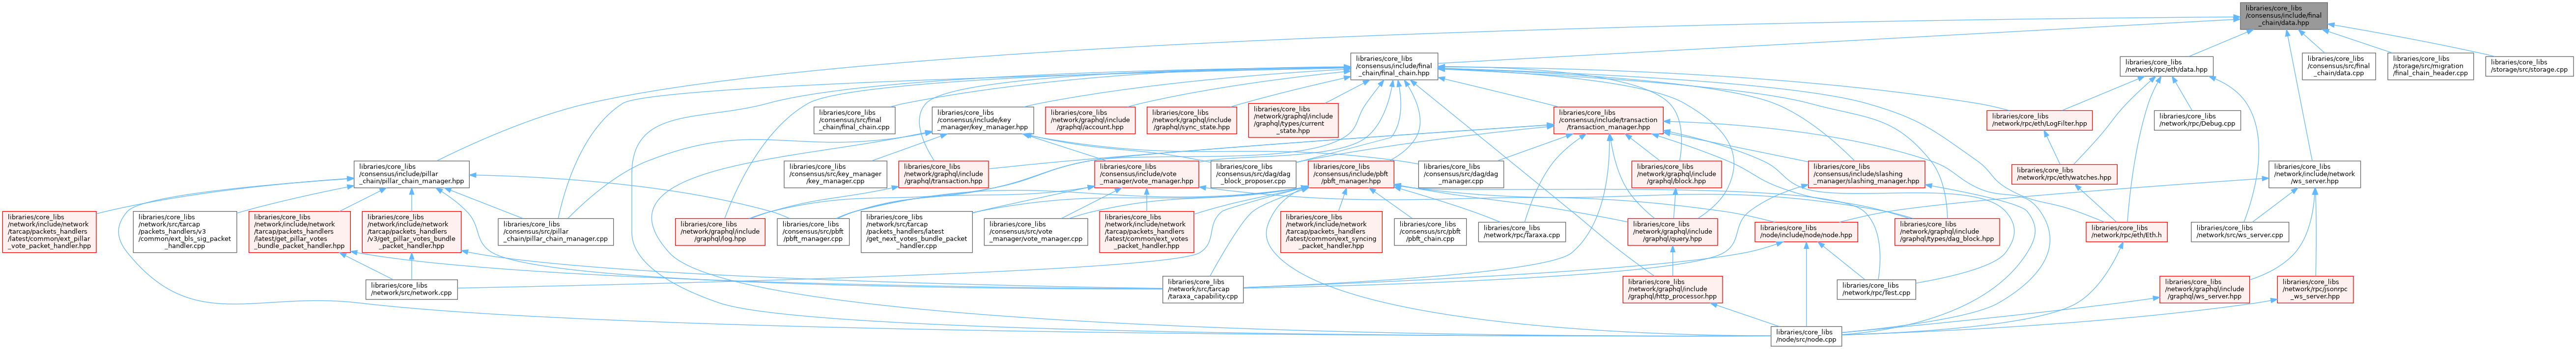 libraries/core_libs
/consensus/include/final
_chain/data.hpp
libraries/core_libs
/consensus/include/final
_chain/final_chain.hpp
libraries/core_libs
/network/rpc/eth/data.hpp
libraries/core_libs
/consensus/src/final
_chain/data.cpp
libraries/core_libs
/storage/src/migration
/final_chain_header.cpp
libraries/core_libs
/storage/src/storage.cpp
libraries/core_libs
/consensus/src/final
_chain/final_chain.cpp
libraries/core_libs
/consensus/include/key
_manager/key_manager.hpp
libraries/core_libs
/network/graphql/include
/graphql/account.hpp
libraries/core_libs
/network/graphql/include
/graphql/sync_state.hpp
libraries/core_libs
/network/graphql/include
/graphql/types/current
_state.hpp
libraries/core_libs
/consensus/include/transaction
/transaction_manager.hpp
libraries/core_libs
/network/rpc/eth/LogFilter.hpp
libraries/core_libs
/network/rpc/Debug.cpp
libraries/core_libs
/consensus/include/pillar
_chain/pillar_chain_manager.hpp
libraries/core_libs
/consensus/src/key_manager
/key_manager.cpp
libraries/core_libs
/network/graphql/include
/graphql/transaction.hpp
libraries/core_libs
/consensus/include/vote
_manager/vote_manager.hpp
libraries/core_libs
/consensus/src/dag/dag
_block_proposer.cpp
libraries/core_libs
/consensus/include/pbft
/pbft_manager.hpp
libraries/core_libs
/consensus/src/dag/dag
_manager.cpp
libraries/core_libs
/network/graphql/include
/graphql/block.hpp
libraries/core_libs
/consensus/include/slashing
_manager/slashing_manager.hpp
libraries/core_libs
/network/rpc/eth/watches.hpp
libraries/core_libs
/network/include/network
/ws_server.hpp
libraries/core_libs
/network/include/network
/tarcap/packets_handlers
/latest/common/ext_pillar
_vote_packet_handler.hpp
libraries/core_libs
/network/src/tarcap
/packets_handlers/v3
/common/ext_bls_sig_packet
_handler.cpp
libraries/core_libs
/network/include/network
/tarcap/packets_handlers
/latest/get_pillar_votes
_bundle_packet_handler.hpp
libraries/core_libs
/network/include/network
/tarcap/packets_handlers
/v3/get_pillar_votes_bundle
_packet_handler.hpp
libraries/core_libs
/consensus/src/pillar
_chain/pillar_chain_manager.cpp
libraries/core_libs
/network/graphql/include
/graphql/log.hpp
libraries/core_libs
/consensus/src/pbft
/pbft_manager.cpp
libraries/core_libs
/network/src/tarcap
/packets_handlers/latest
/get_next_votes_bundle_packet
_handler.cpp
libraries/core_libs
/consensus/src/vote
_manager/vote_manager.cpp
libraries/core_libs
/network/include/network
/tarcap/packets_handlers
/latest/common/ext_votes
_packet_handler.hpp
libraries/core_libs
/network/include/network
/tarcap/packets_handlers
/latest/common/ext_syncing
_packet_handler.hpp
libraries/core_libs
/consensus/src/pbft
/pbft_chain.cpp
libraries/core_libs
/network/rpc/Taraxa.cpp
libraries/core_libs
/network/graphql/include
/graphql/query.hpp
libraries/core_libs
/node/include/node/node.hpp
libraries/core_libs
/network/graphql/include
/graphql/types/dag_block.hpp
libraries/core_libs
/network/rpc/eth/Eth.h
libraries/core_libs
/network/src/ws_server.cpp
libraries/core_libs
/network/src/network.cpp
libraries/core_libs
/network/src/tarcap
/taraxa_capability.cpp
libraries/core_libs
/network/graphql/include
/graphql/http_processor.hpp
libraries/core_libs
/network/rpc/Test.cpp
libraries/core_libs
/network/graphql/include
/graphql/ws_server.hpp
libraries/core_libs
/network/rpc/jsonrpc
_ws_server.hpp
libraries/core_libs
/node/src/node.cpp